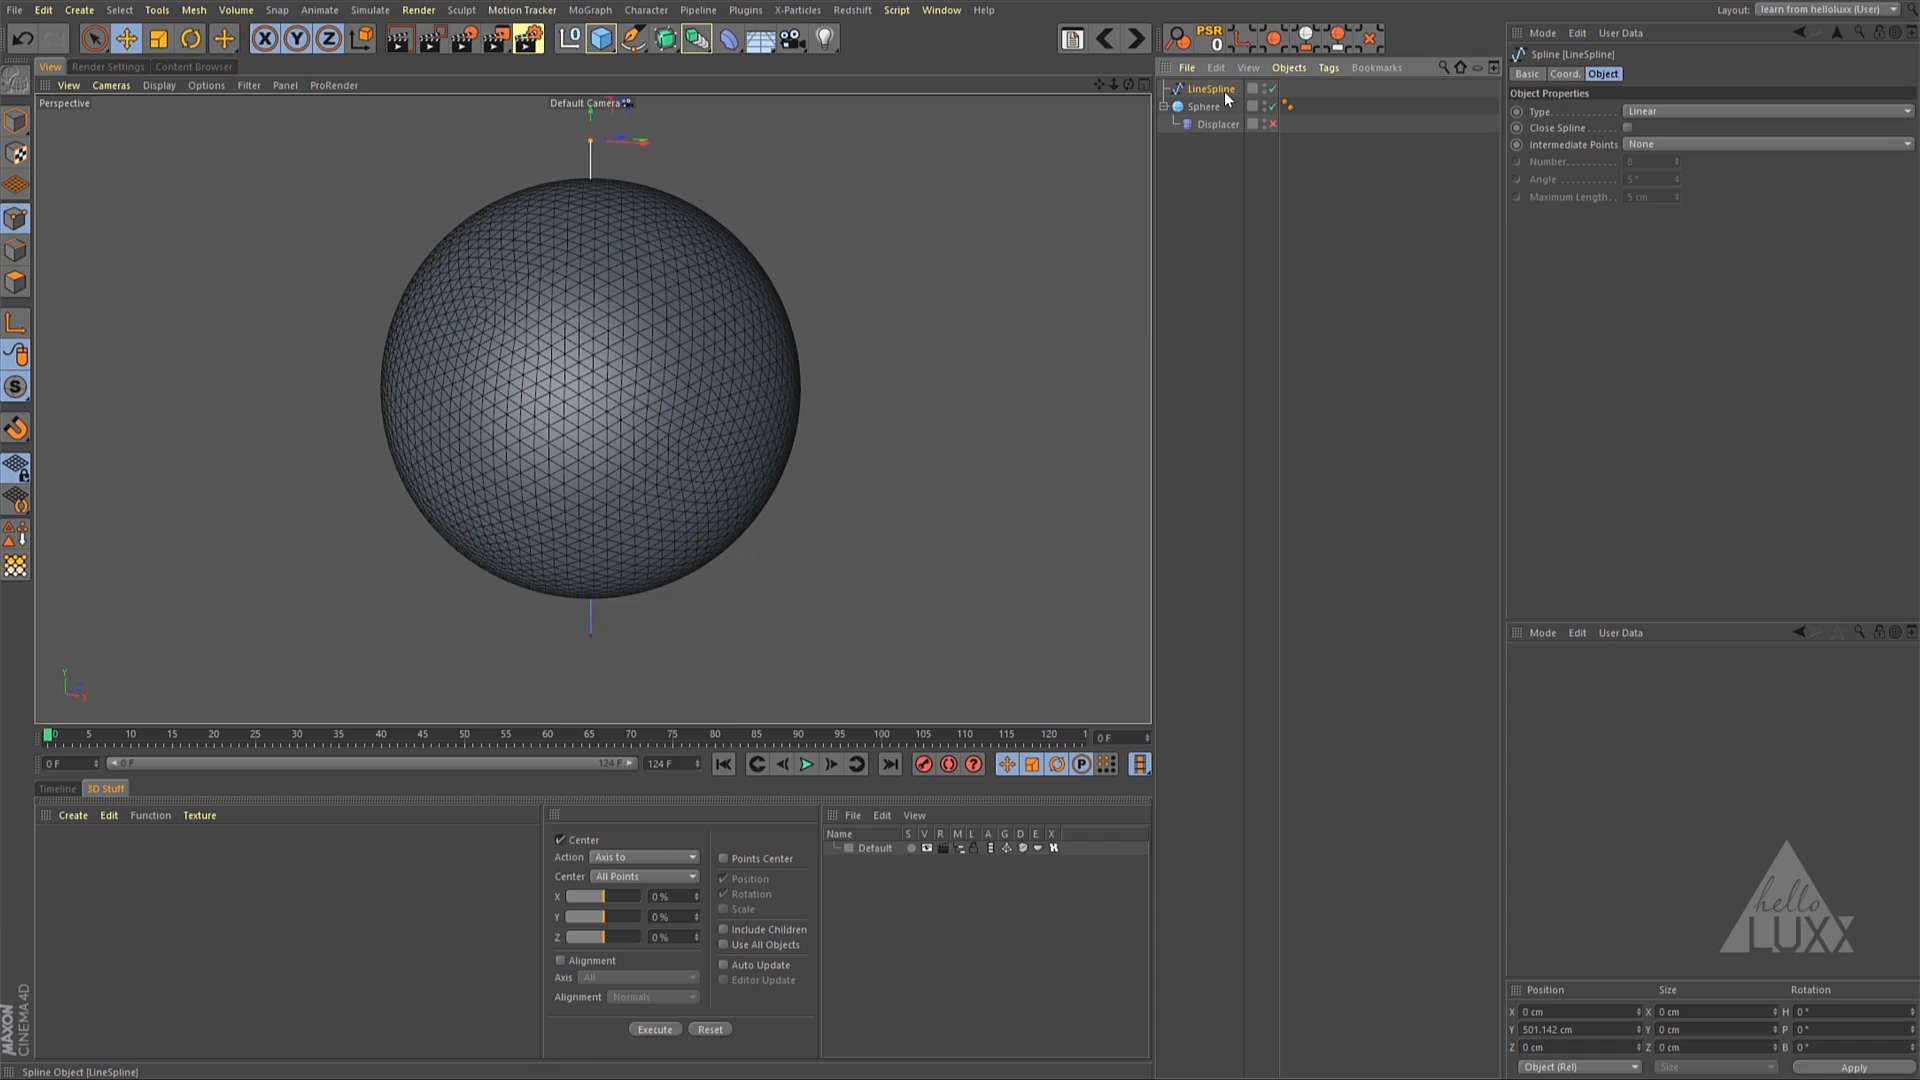 File Edit Create Select Tools Mesh Volume Snap Animate Simulate Render Sculpt Motion Tracker MoGraph Character Pipeline Plugins X-Particles Redshift Script Window Help
Layout: learn from helloluxx (User)
PSR
0
View Render Settings Content Browser
View Cameras Display Options Filter Panel ProRender
Perspective
Default Camera
File Edit View Objects Tags Bookmarks
LineSpline
Sphere
Displacer
Mode Edit User Data
Spline [LineSpline]
Basic Coord. Object
Object Properties
Type Linear
Close Spline
Intermediate Points None
Number 8
Angle 5 °
Maximum Length 5 cm
Y
X
0 5 10 15 20 25 30 35 40 45 50 55 60 65 70 75 80 85 90 95 100 105 110 115 120 1
0 F
0 F 0 F 124 F 124 F
Timeline 3D Stuff
Create Edit Function Texture
Center
Action Axis to
Center All Points
X 0 %
Y 0 %
Z 0 %
Alignment
Axis All
Alignment Normals
Points Center
Position
Rotation
Scale
Include Children
Use All Objects
Auto Update
Editor Update
Execute Reset
File Edit View
Name S V R M L A G D E X
Default
Mode Edit User Data
hello
LUXX
Position Size Rotation
X 0 cm X 0 cm H 0 °
Y 501.142 cm Y 0 cm P 0 °
Z 0 cm Z 0 cm B 0 °
Object (Rel) Size Apply
MAXON
CINEMA 4D
Spline Object [LineSpline]